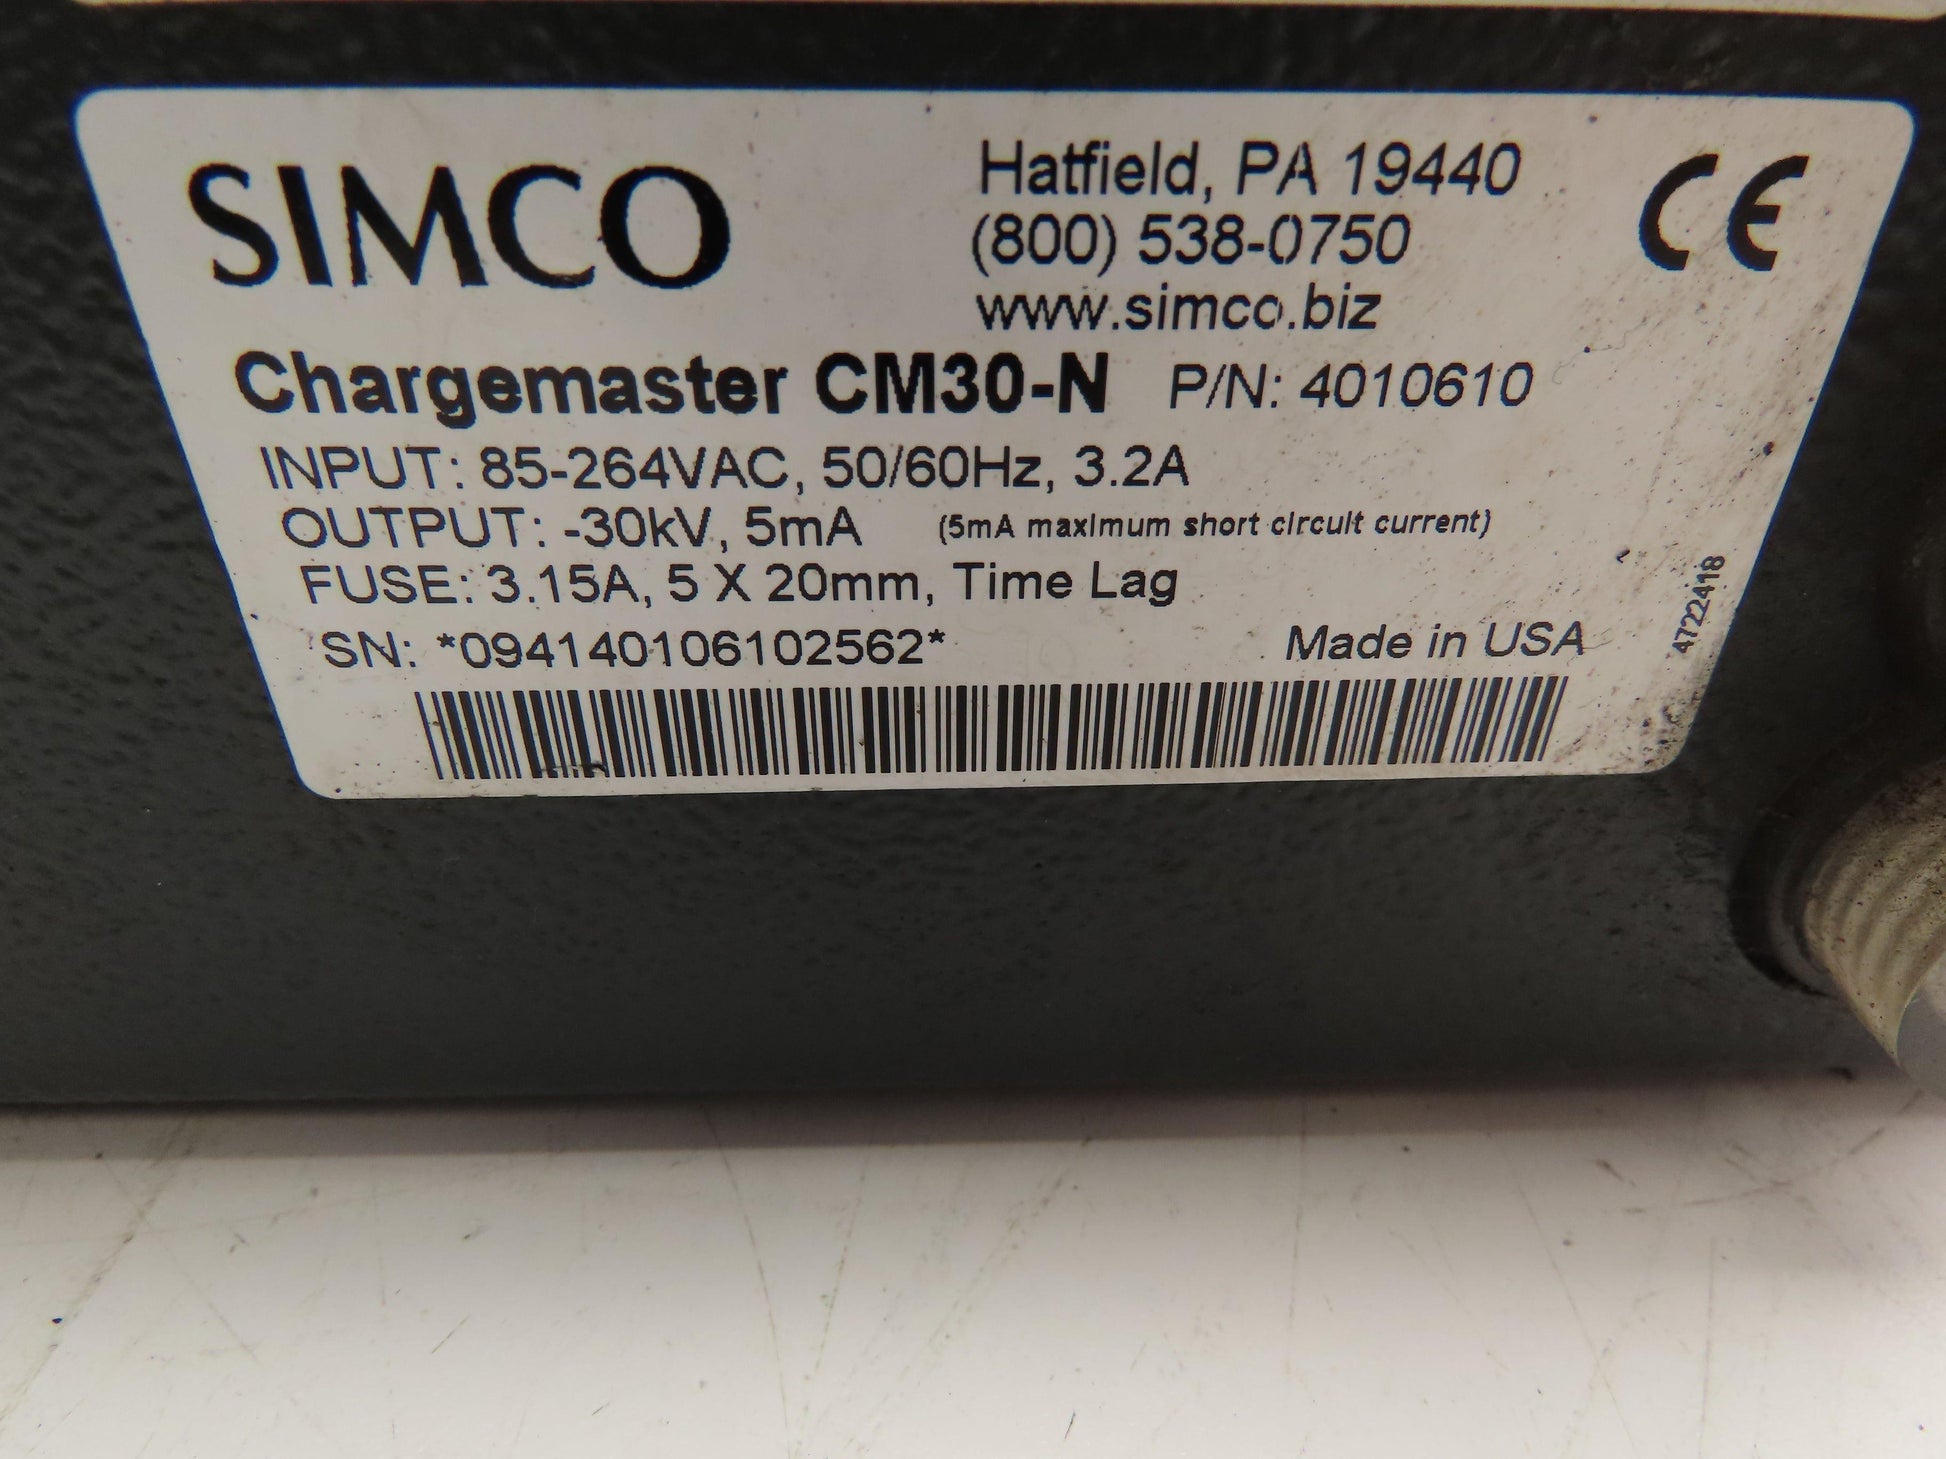 SIMCO
Hatfield, PA 19440
(800) 538-0750
www.simco.biz
CE
Chargemaster CM30-N P/N: 4010610
INPUT: 85-264VAC, 50/60Hz, 3.2A
OUTPUT: -30kV, 5mA (5mA maximum short circuit current)
FUSE: 3.15A, 5 X 20mm, Time Lag
SN: *094140106102562*
Made in USA
4722418